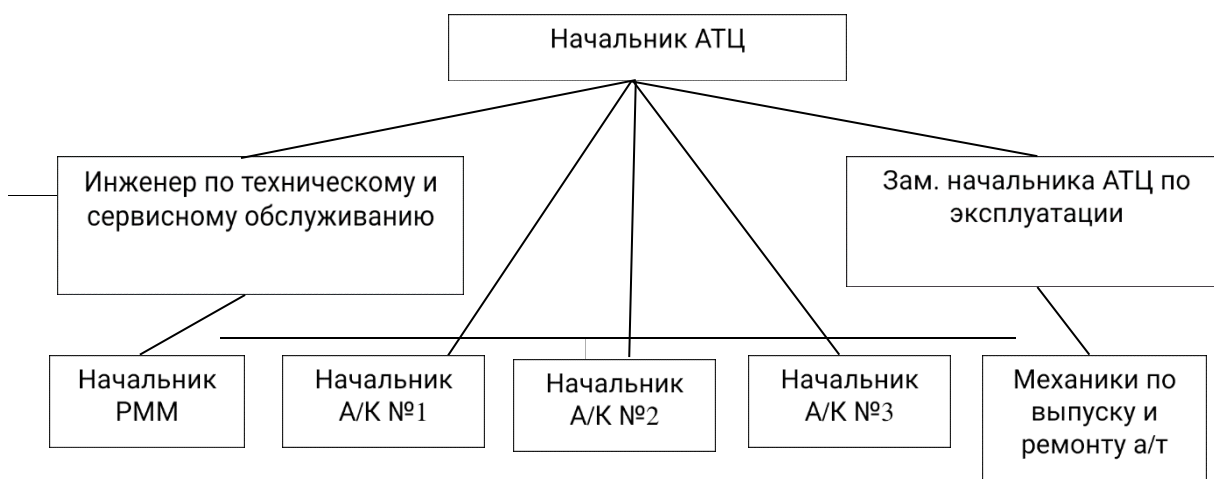 Начальник АТЦ
Инженер по техническому и
сервисному обслуживанию
Зам. начальника АТЦ по
эксплуатации
Начальник
РММ
Начальник
А/К №1
Начальник
А/К №2
Начальник
А/К №3
Механики по
выпуску и
ремонту а/т